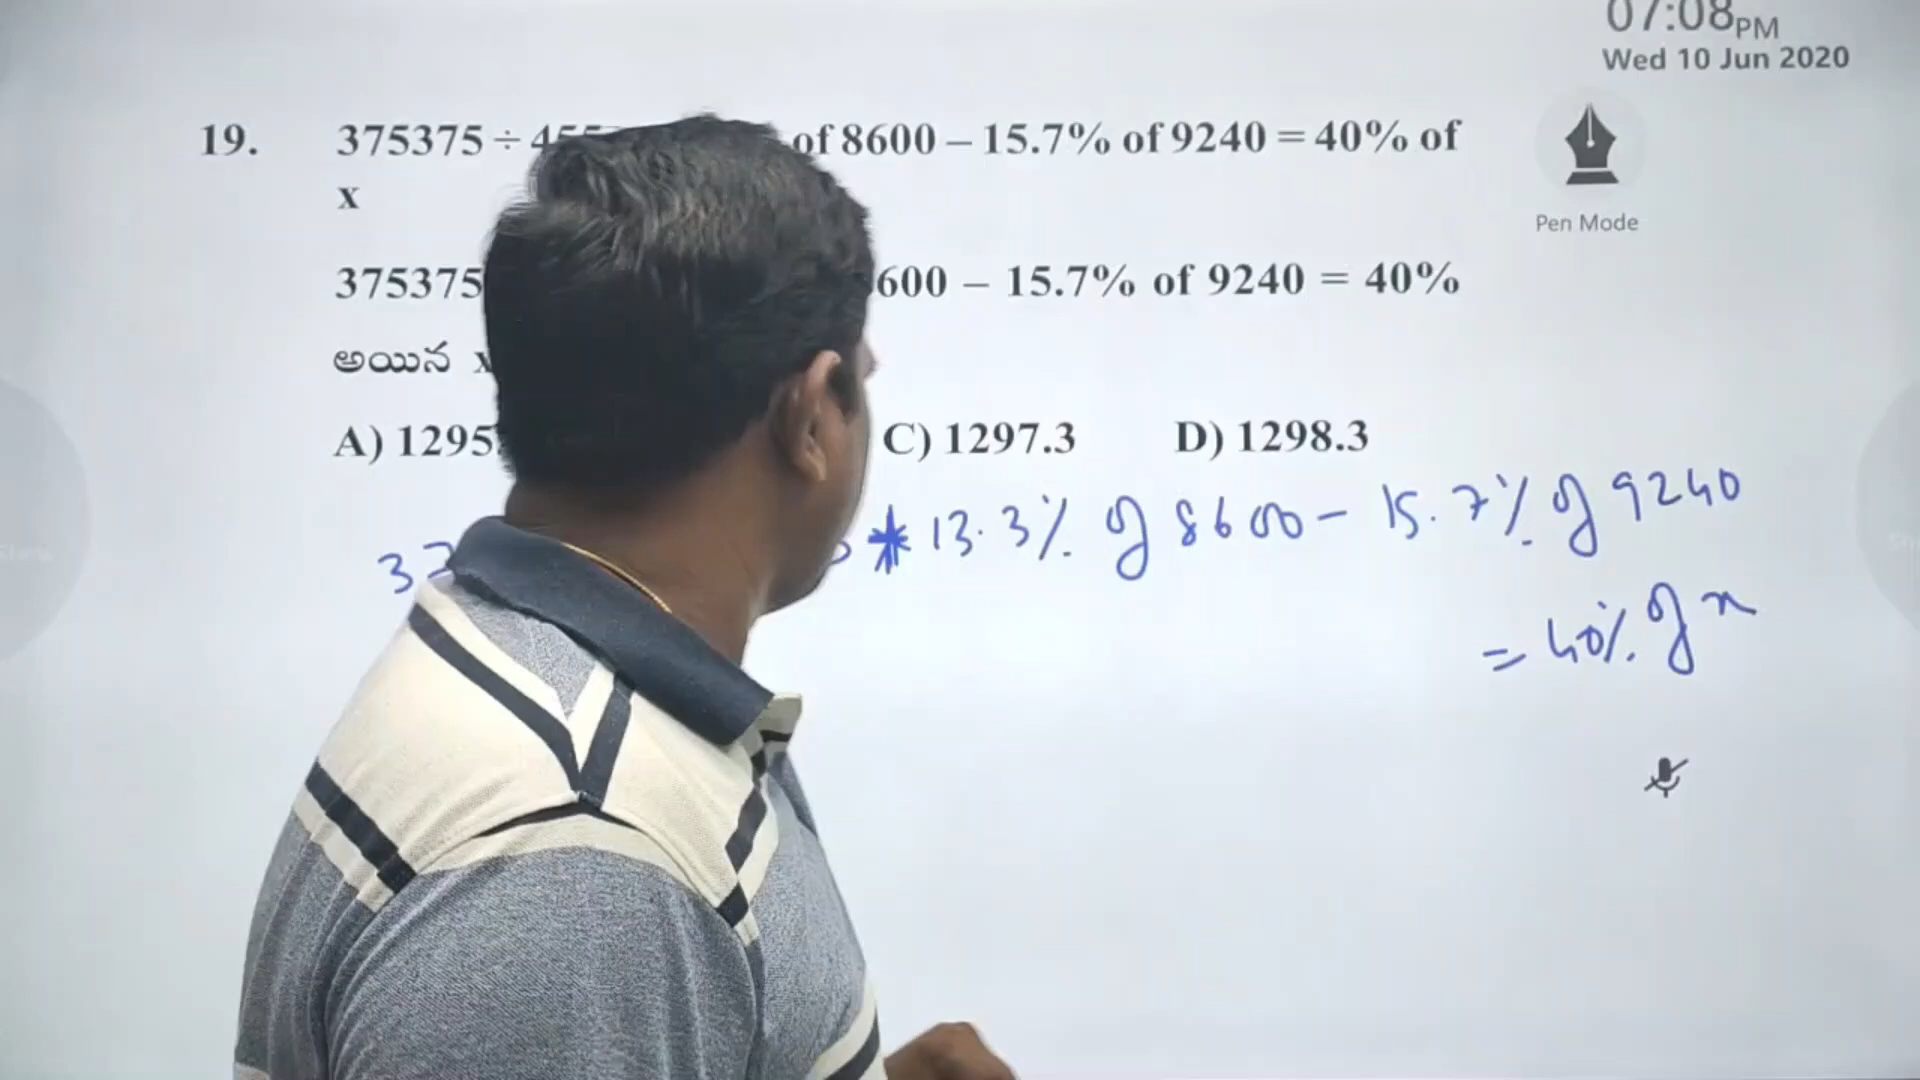 07:08PM
Wed 10 Jun 2020
19. 375375 ÷ of 8600 – 15.7% of 9240 = 40% of
x
Pen Mode
375375 – 15.7% of 9240 = 40%
అయిన x
A) 1295 C) 1297.3 D) 1298.3
* 13.3% of 8600 - 15.7% of 9240
= 40% of x